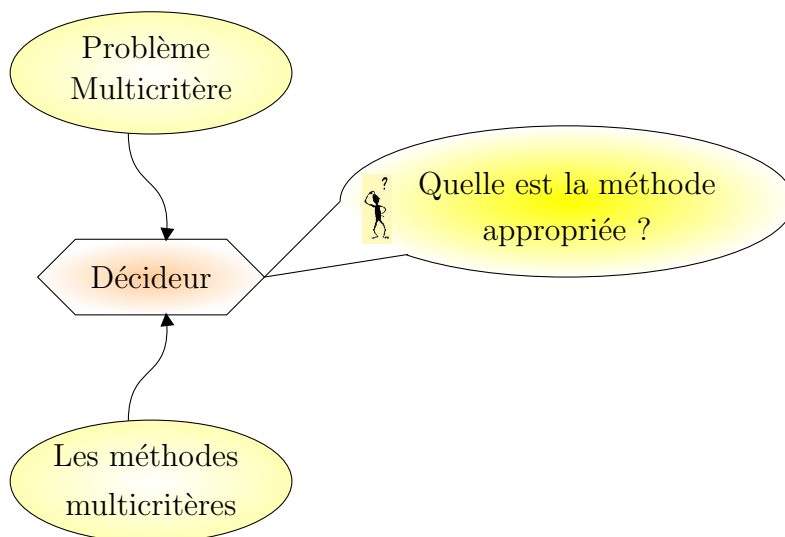 Problème
Multicritère
?
Quelle est la méthode
appropriée ?
Décideur
Les méthodes
multicritères